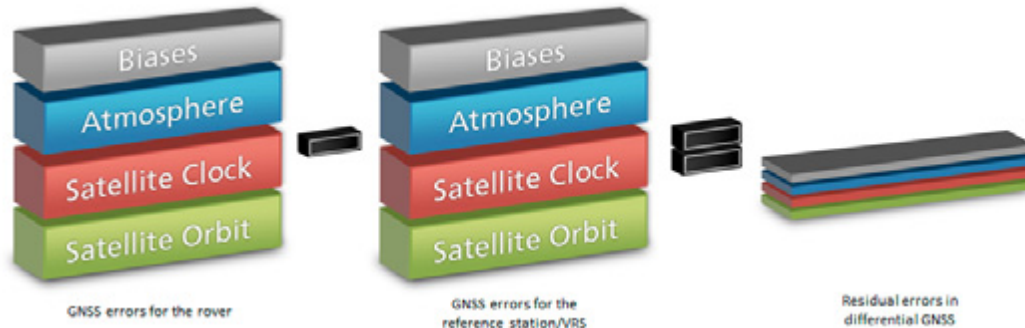 Biases
Atmosphere
Satellite Clock
Satellite Orbit
GNSS errors for the rover
Biases
Atmosphere
Satellite Clock
Satellite Orbit
GNSS errors for the
reference station/VRS
Residual errors in
differential GNSS